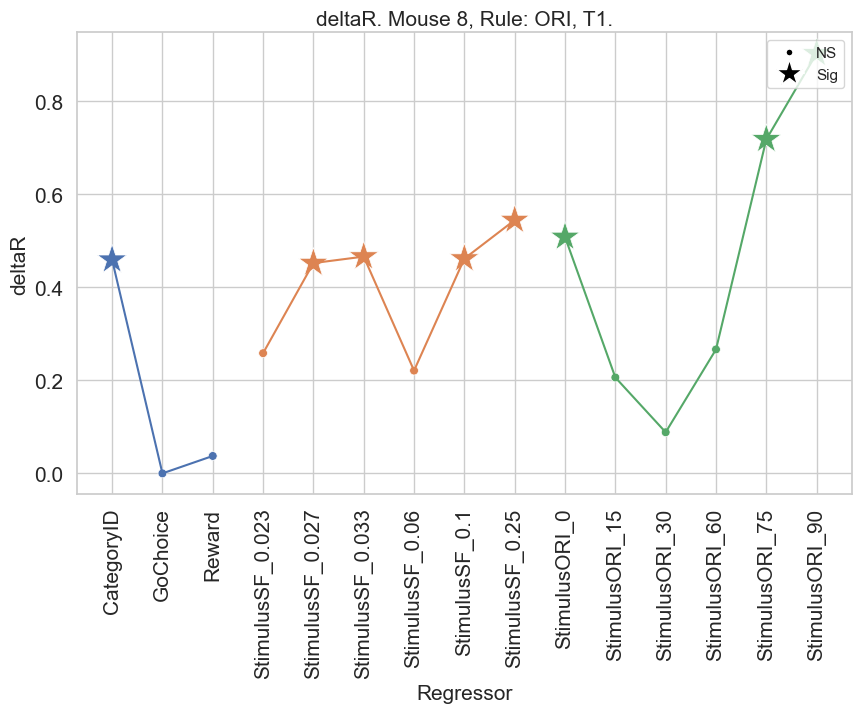 deltaR. Mouse 8, Rule: ORI, T1.
NS
Sig
0.8
0.6
0.4
0.2
0.0
deltaR
CategoryID
GoChoice
Reward
StimulusSF_0.023
StimulusSF_0.027
StimulusSF_0.033
StimulusSF_0.06
StimulusSF_0.1
StimulusSF_0.25
StimulusORI_0
StimulusORI_15
StimulusORI_30
StimulusORI_60
StimulusORI_75
StimulusORI_90
Regressor